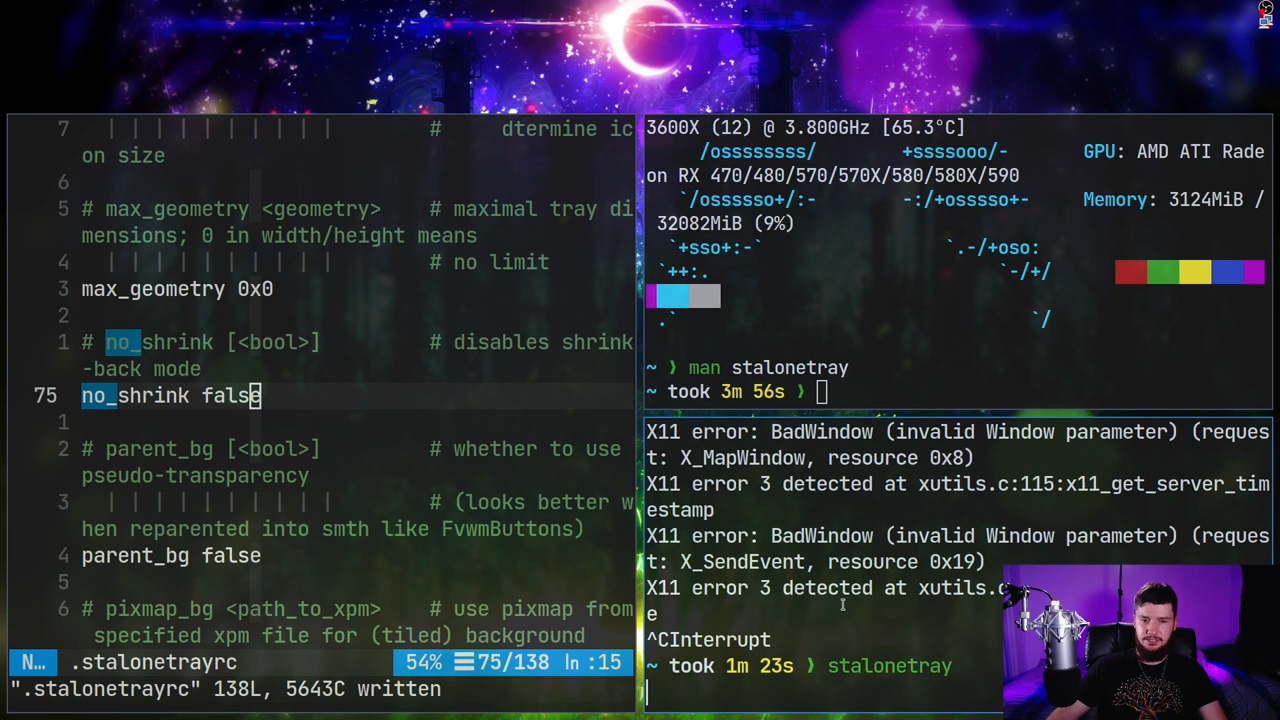 7 | | | | | | | | | | # dtermine ic
on size
6
5 # max_geometry <geometry> # maximal tray di
mensions; 0 in width/height means
4 | | | | | | | | | | # no limit
3 max_geometry 0x0
2
1 # no_shrink [<bool>] # disables shrink
-back mode
75 no_shrink false
1
2 # parent_bg [<bool>] # whether to use
pseudo-transparency
3 | | | | | | | | | | # (looks better w
hen reparented into smth like FvwmButtons)
4 parent_bg false
5
6 # pixmap_bg <path_to_xpm> # use pixmap from
specified xpm file for (tiled) background
N… .stalonetrayrc 54% ☰75/138 ln :15
".stalonetrayrc" 138L, 5643C written
3600X (12) @ 3.800GHz [65.3°C]
/ossssssss/ +ssssooo/- GPU: AMD ATI Rade
on RX 470/480/570/570X/580/580X/590
`/ossssso+/:- -:/+osssso+- Memory: 3124MiB /
32082MiB (9%)
`+sso+:-` `.-/+oso:
`++:. `-/+/
.` `/
~ ❯ man stalonetray
~ took 3m 56s ❯
X11 error: BadWindow (invalid Window parameter) (reques
t: X_MapWindow, resource 0x8)
X11 error 3 detected at xutils.c:115:x11_get_server_tim
estamp
X11 error: BadWindow (invalid Window parameter) (reques
t: X_SendEvent, resource 0x19)
X11 error 3 detected at xutils.c
e
^CInterrupt
~ took 1m 23s ❯ stalonetray